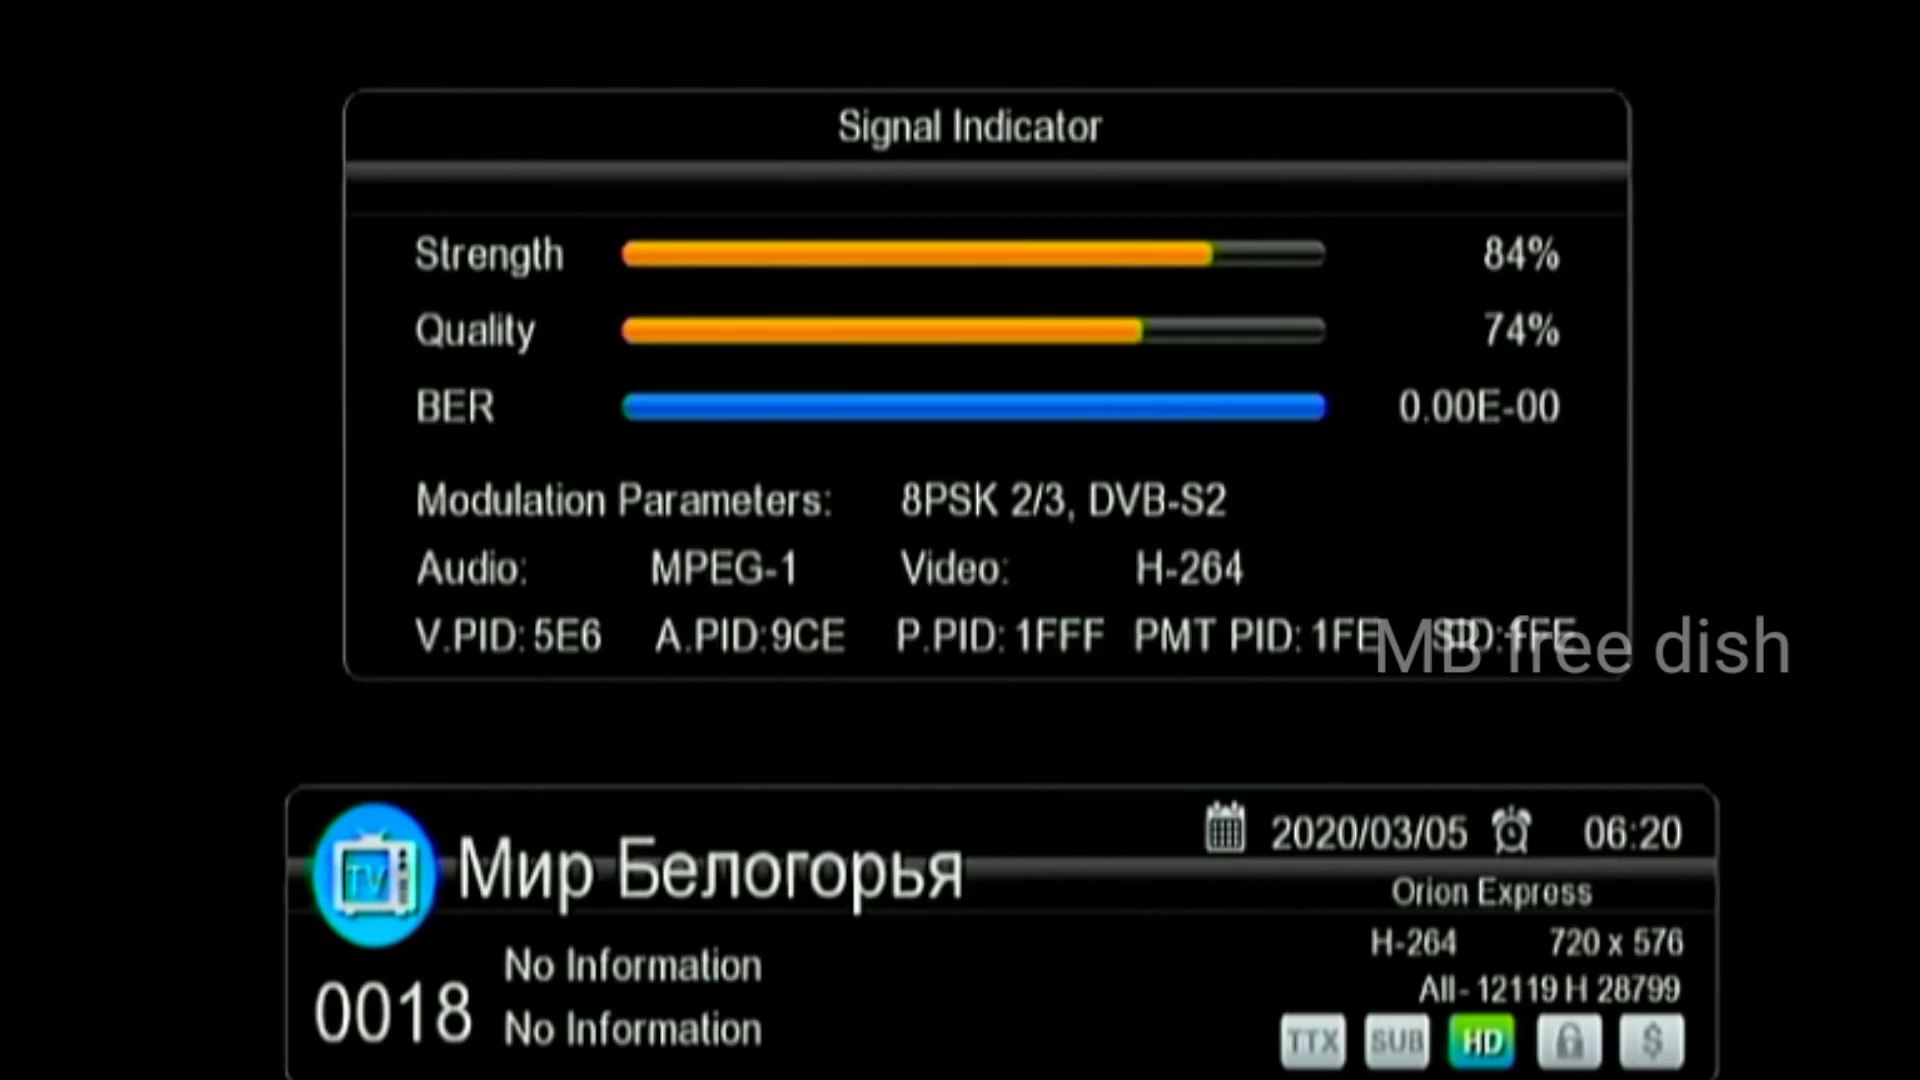 Signal Indicator
Strength 84%
Quality 74%
BER 0.00E-00
Modulation Parameters: 8PSK 2/3, DVB-S2
Audio: MPEG-1 Video: H-264
V.PID: 5E6 A.PID:9CE P.PID: 1FFF PMT PID: 1FE
MB free dish
2020/03/05 06:20
TV Мир Белогорья
Orion Express
No Information H-264 720 x 576
All- 12119 H 28799
0018 No Information
TTX SUB HD $